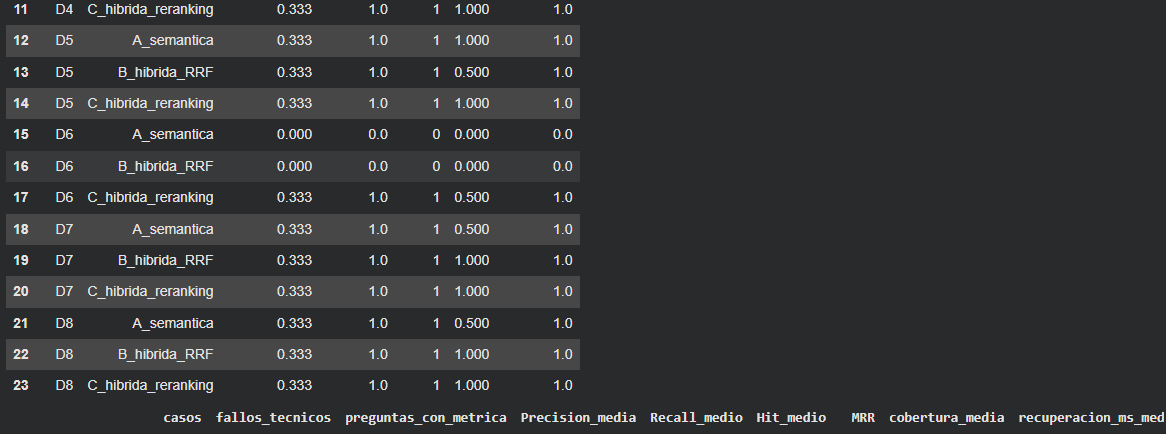 11 D4 C_hibrida_reranking 0.333 1.0 1 1.000 1.0
12 D5 A_semantica 0.333 1.0 1 1.000 1.0
13 D5 B_hibrida_RRF 0.333 1.0 1 0.500 1.0
14 D5 C_hibrida_reranking 0.333 1.0 1 1.000 1.0
15 D6 A_semantica 0.000 0.0 0 0.000 0.0
16 D6 B_hibrida_RRF 0.000 0.0 0 0.000 0.0
17 D6 C_hibrida_reranking 0.333 1.0 1 0.500 1.0
18 D7 A_semantica 0.333 1.0 1 0.500 1.0
19 D7 B_hibrida_RRF 0.333 1.0 1 1.000 1.0
20 D7 C_hibrida_reranking 0.333 1.0 1 1.000 1.0
21 D8 A_semantica 0.333 1.0 1 0.500 1.0
22 D8 B_hibrida_RRF 0.333 1.0 1 1.000 1.0
23 D8 C_hibrida_reranking 0.333 1.0 1 1.000 1.0
casos fallos_tecnicos preguntas_con_metrica Precision_media Recall_medio Hit_medio MRR cobertura_media recuperacion_ms_med